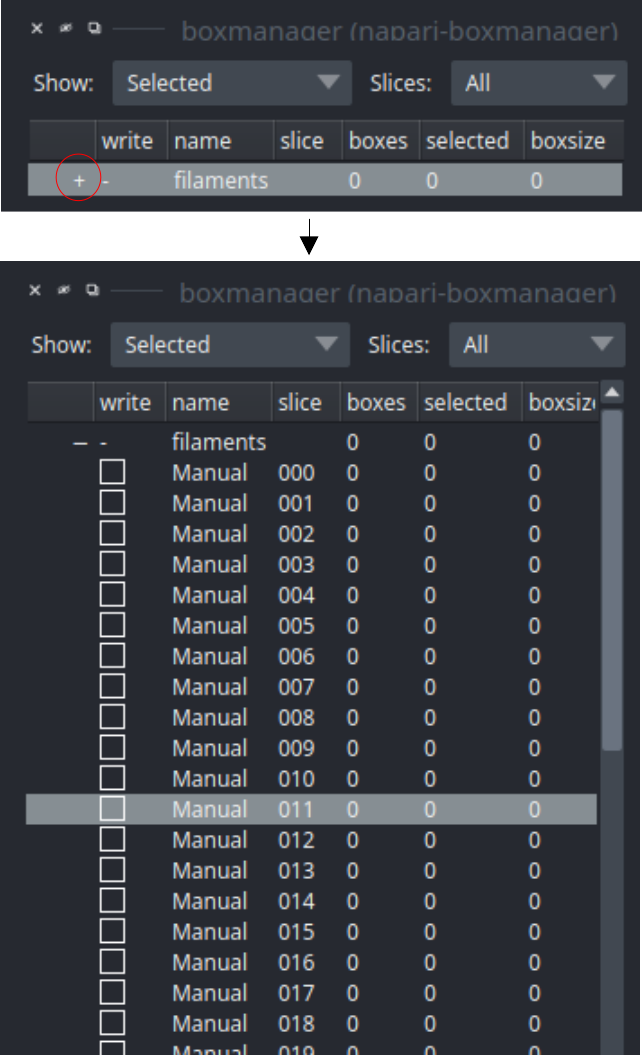 boxmanager (napari-boxmanager)
Show: Selected Slices: All
write name slice boxes selected boxsize
+ - filaments 0 0 0
boxmanager (napari-boxmanager)
Show: Selected Slices: All
write name slice boxes selected boxsiz
– - filaments 0 0 0
Manual 000 0 0 0
Manual 001 0 0 0
Manual 002 0 0 0
Manual 003 0 0 0
Manual 004 0 0 0
Manual 005 0 0 0
Manual 006 0 0 0
Manual 007 0 0 0
Manual 008 0 0 0
Manual 009 0 0 0
Manual 010 0 0 0
Manual 011 0 0 0
Manual 012 0 0 0
Manual 013 0 0 0
Manual 014 0 0 0
Manual 015 0 0 0
Manual 016 0 0 0
Manual 017 0 0 0
Manual 018 0 0 0
Manual 019 0 0 0